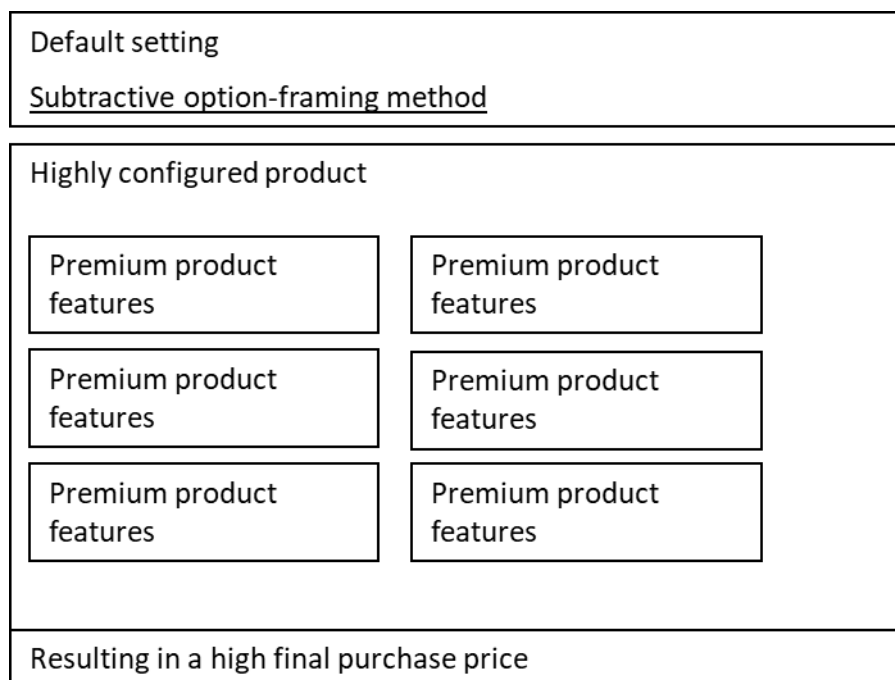 Default setting
Subtractive option-framing method
Highly configured product
Premium product
features
Premium product
features
Premium product
features
Premium product
features
Premium product
features
Premium product
features
Resulting in a high final purchase price